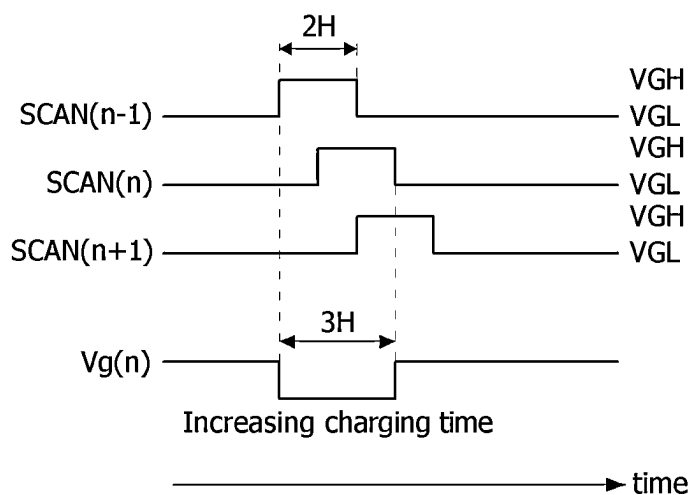 2H
VGH
SCAN(n-1)
VGL
VGH
SCAN(n)
VGL
VGH
SCAN(n+1)
VGL
3H
Vg(n)
Increasing charging time
time